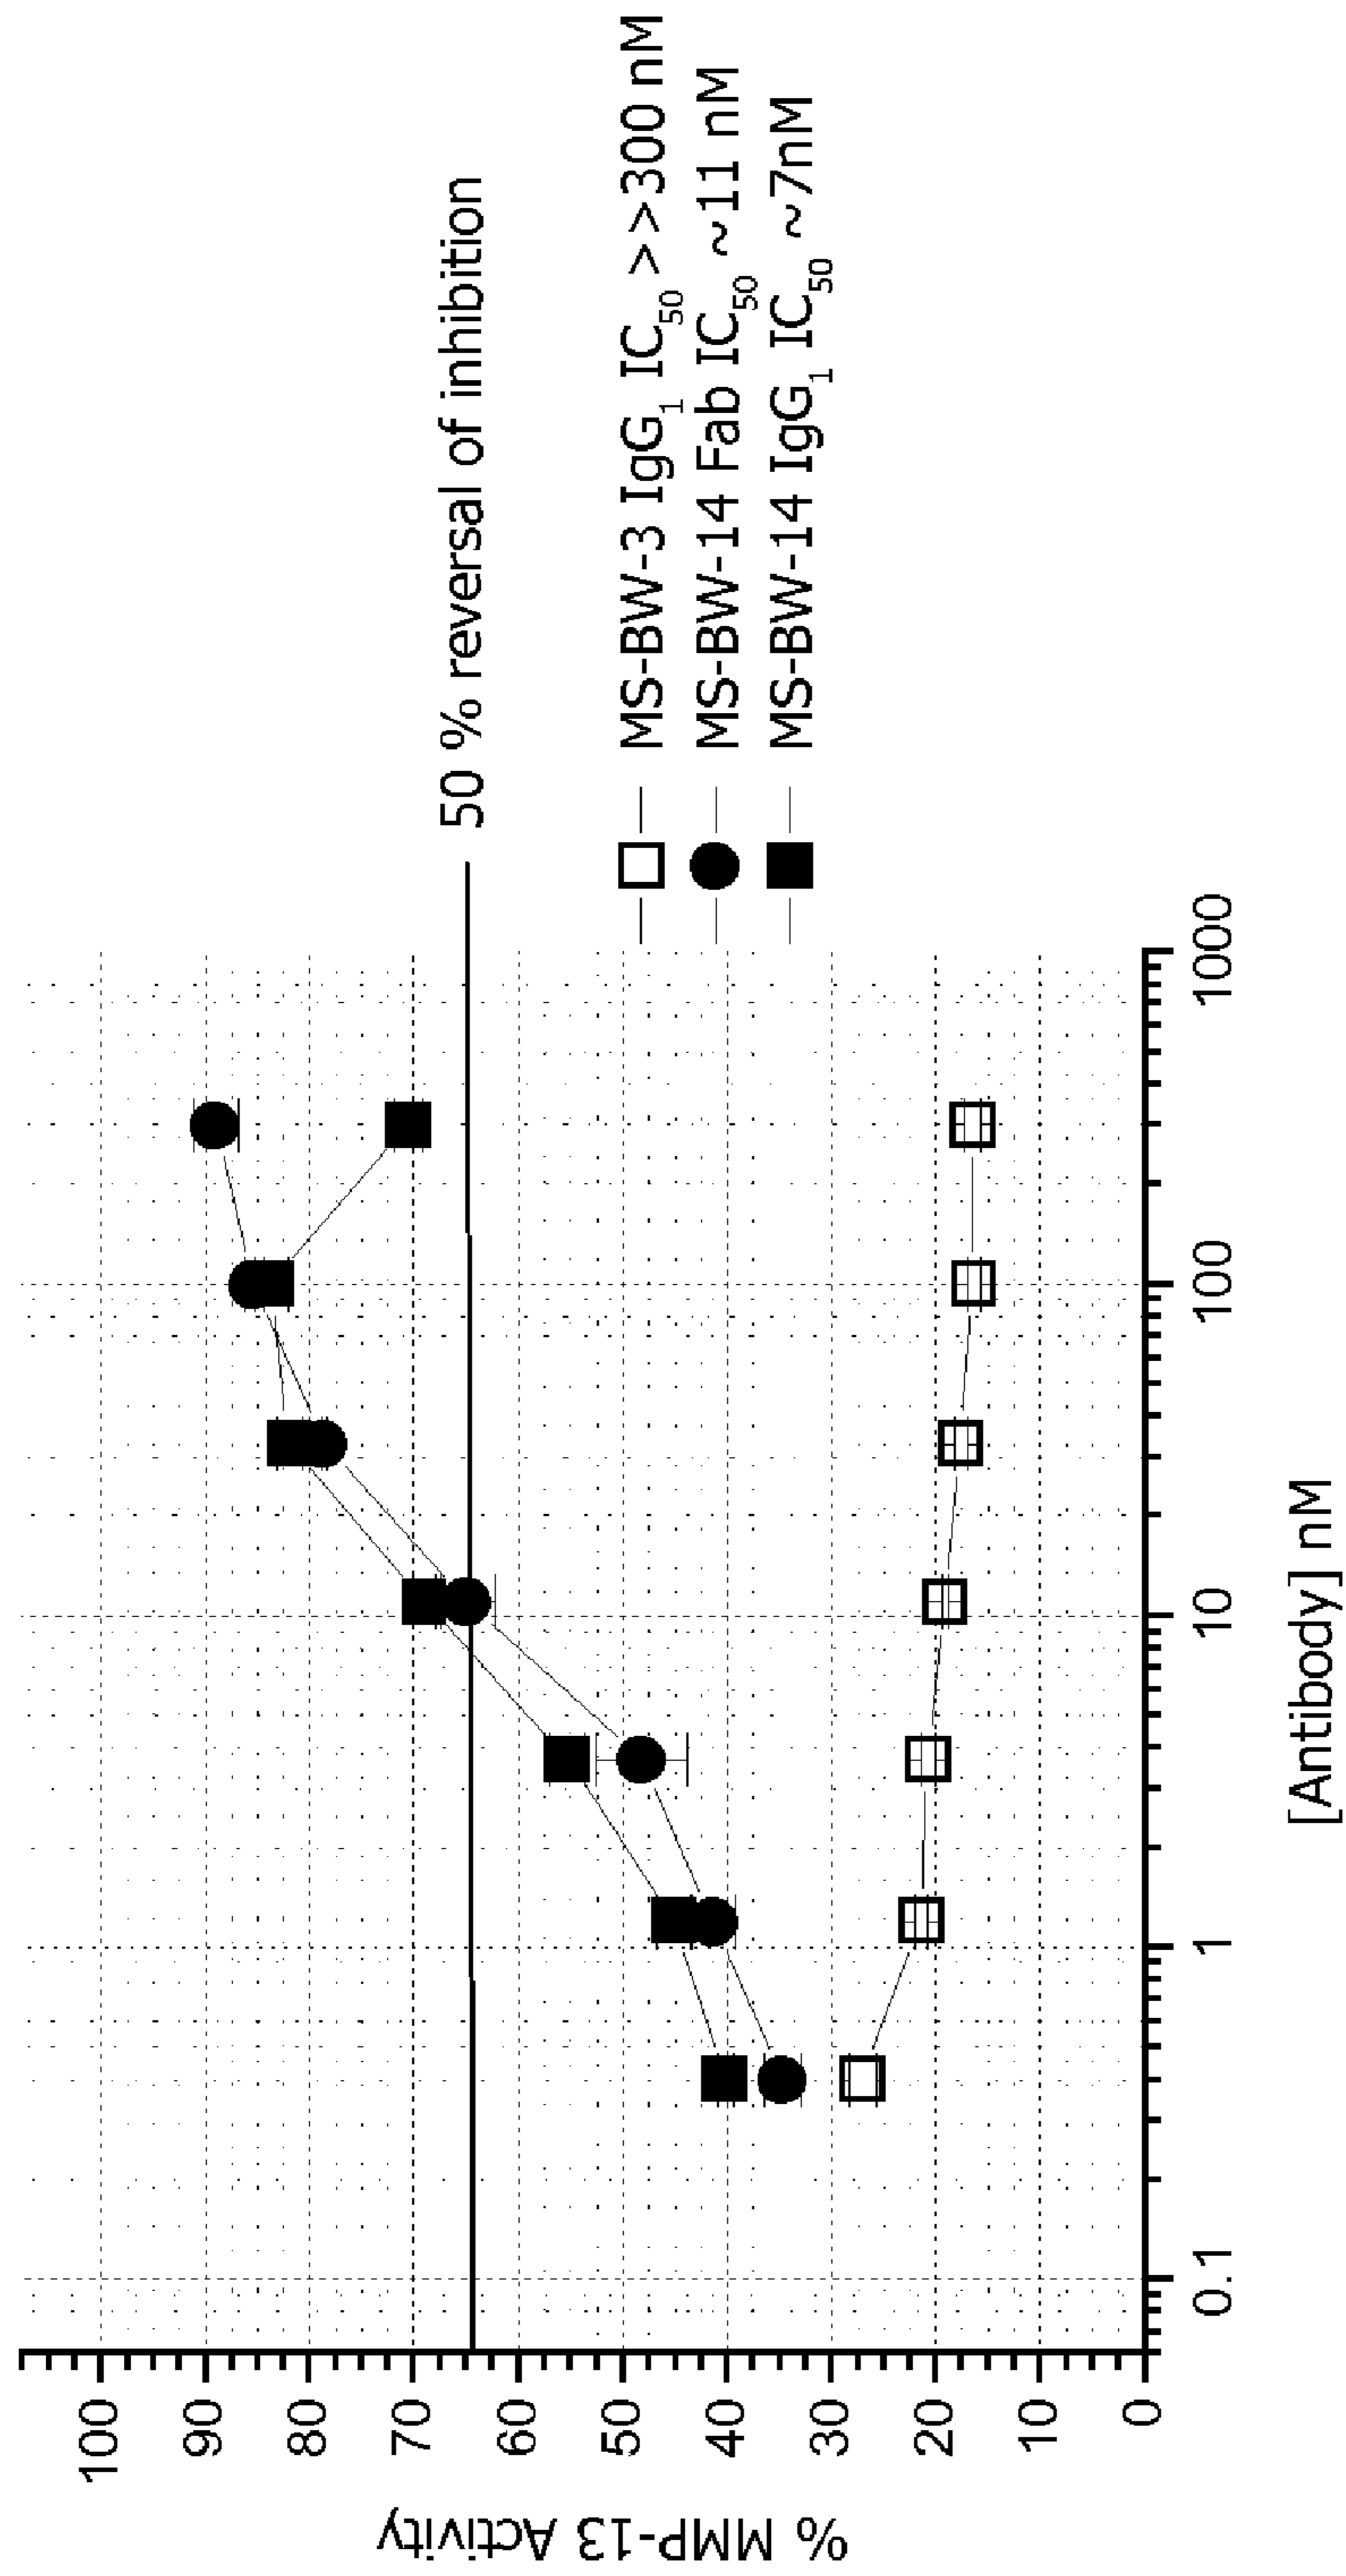 % MMP-13 Activity
100
90
80
70
60
50
40
30
20
10
0
0.1
1
10
100
1000
[Antibody] nM
50 % reversal of inhibition
MS-BW-3 IgG₁ IC₅₀ >>300 nM
MS-BW-14 Fab IC₅₀ ~11 nM
MS-BW-14 IgG₁ IC₅₀ ~7nM